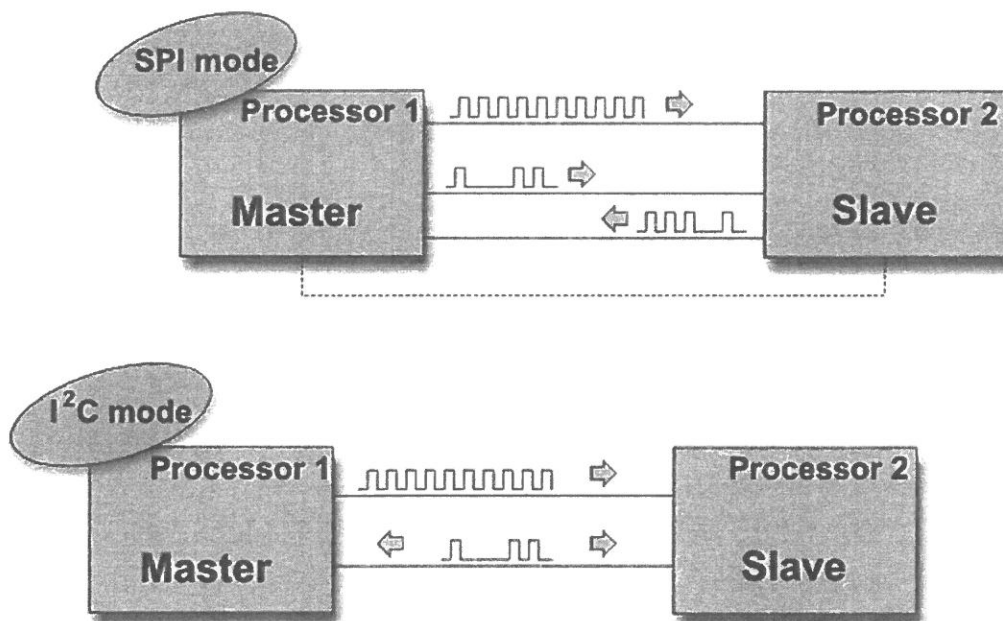 SPI mode
Processor 1
Processor 2
Master
Slave
I²C mode
Processor 1
Processor 2
Master
Slave